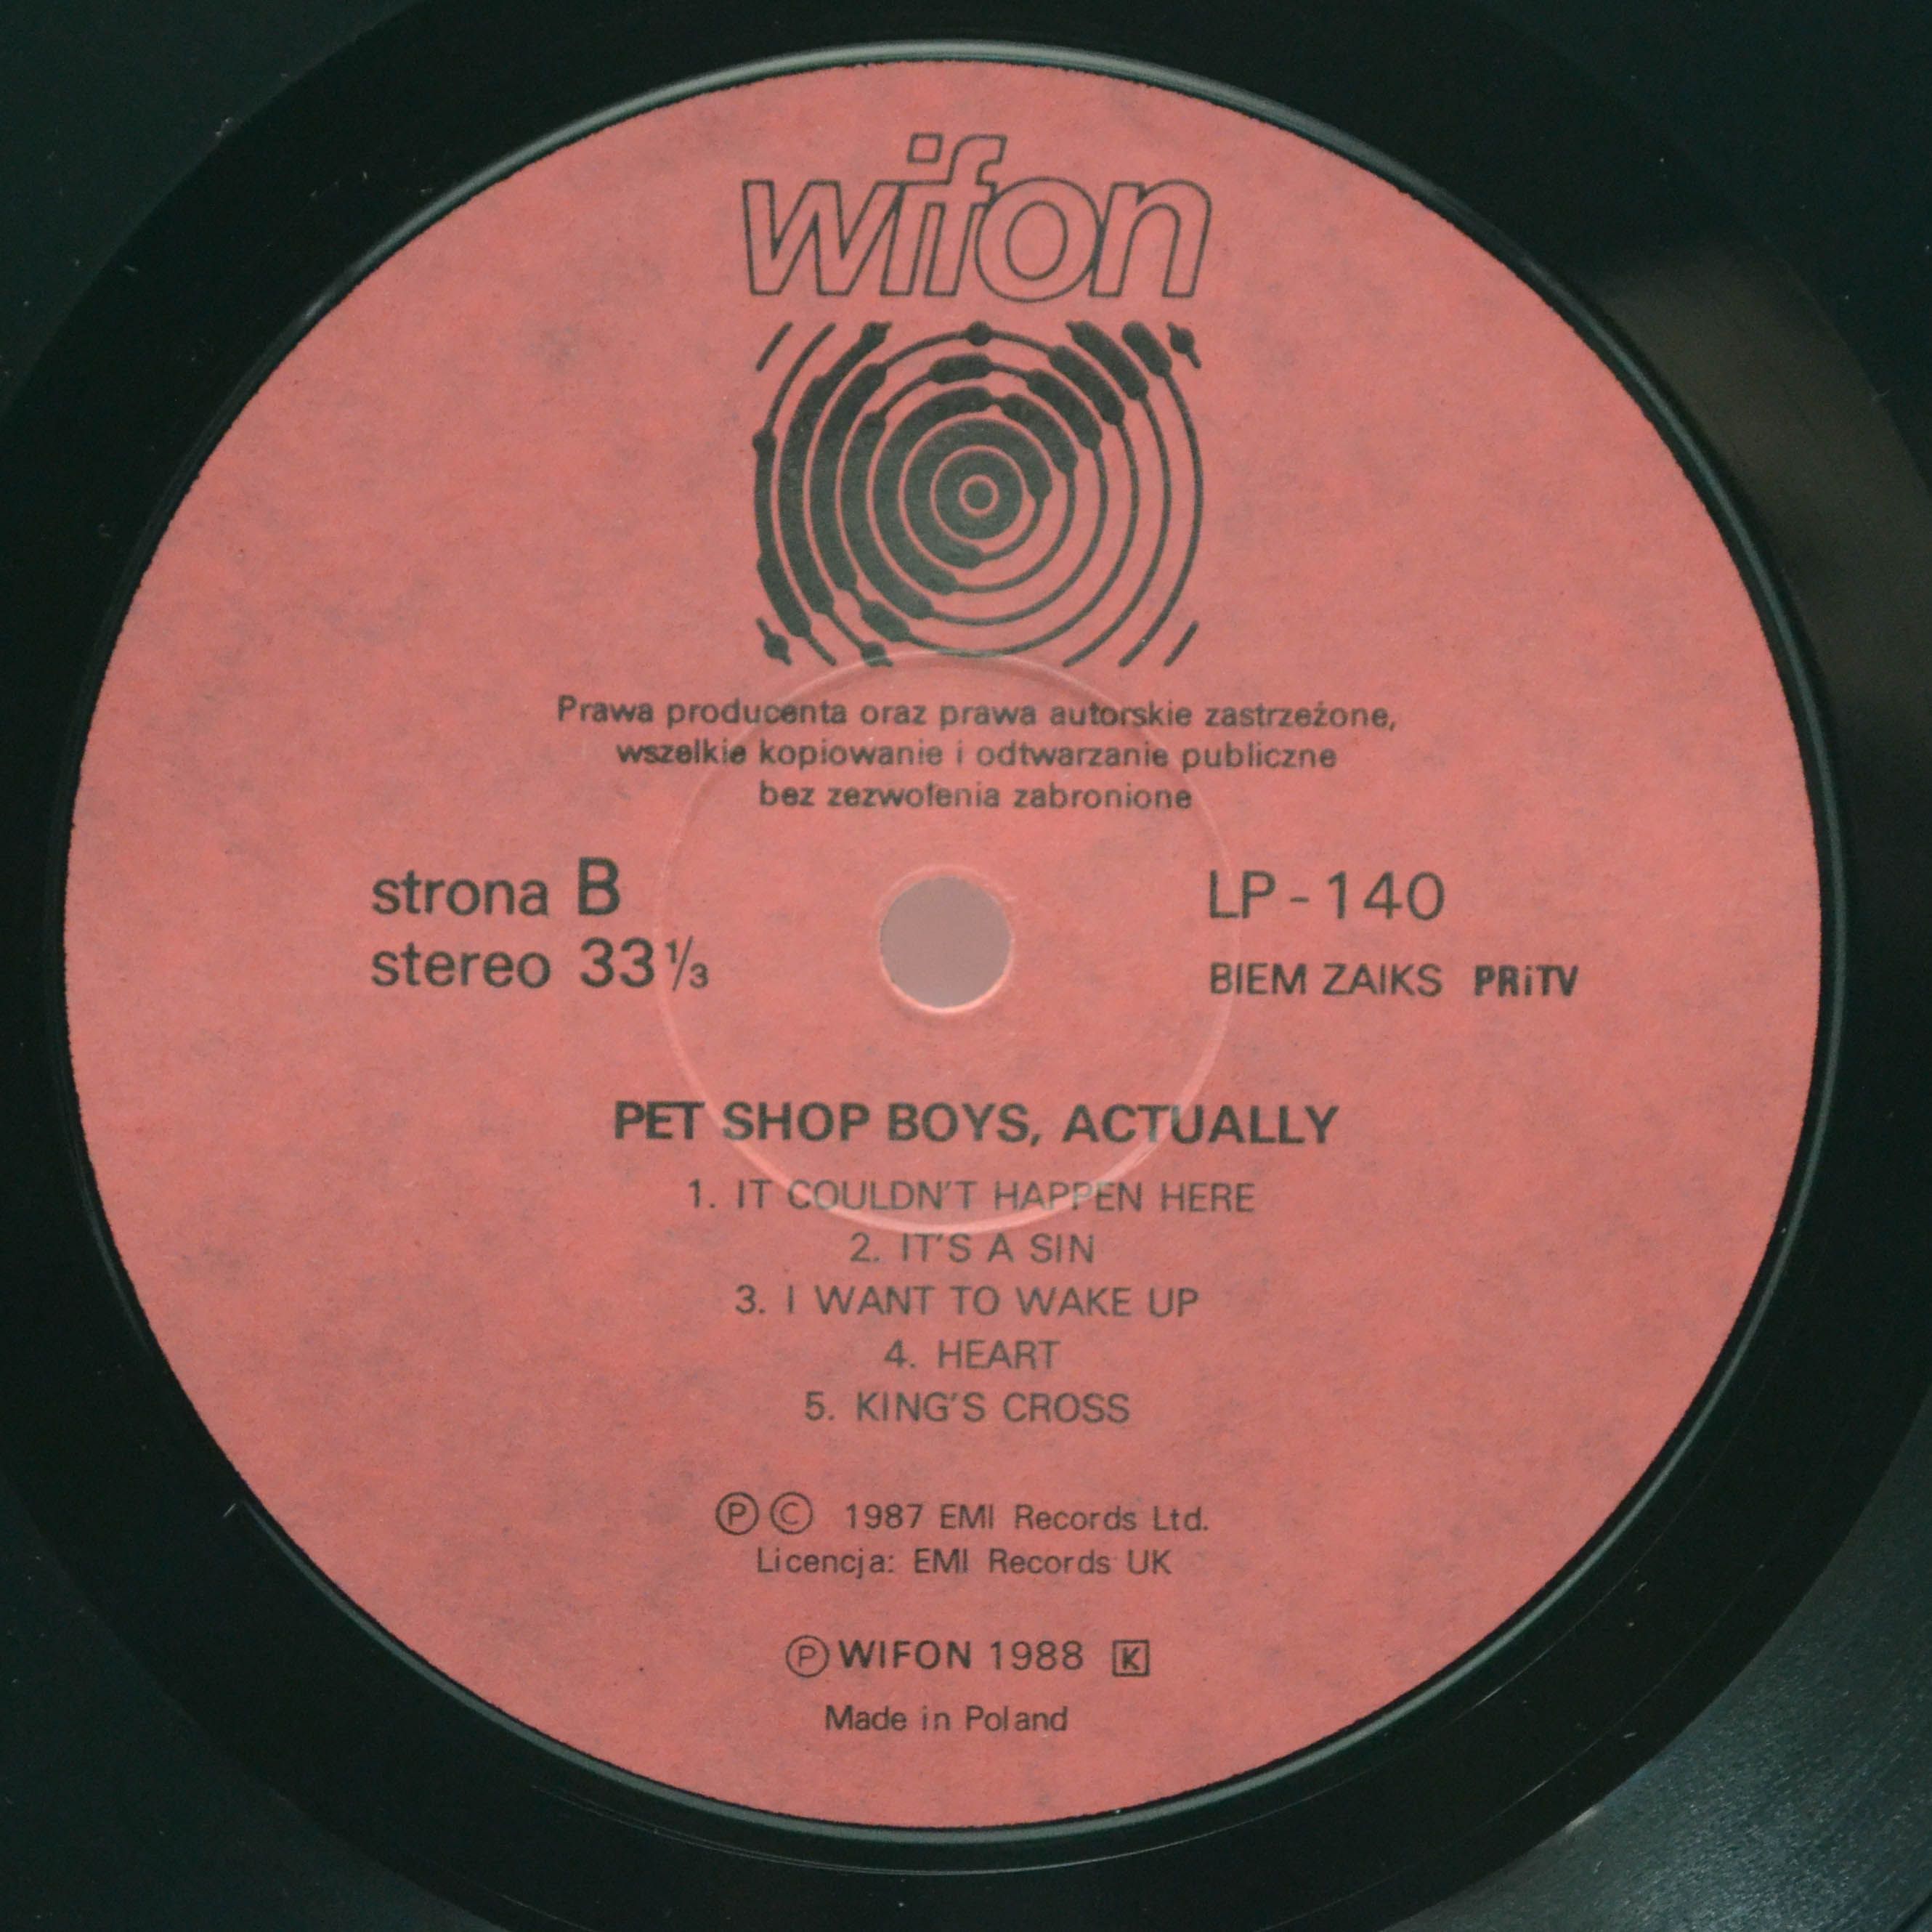 wifon
Prawa producenta oraz prawa autorskie zastrzeżone,
wszelkie kopiowanie i odtwarzanie publiczne
bez zezwolenia zabronione
strona B
stereo 33 1/3
LP-140
BIEM ZAIKS PRiTV
PET SHOP BOYS, ACTUALLY
1. IT COULDN'T HAPPEN HERE
2. IT'S A SIN
3. I WANT TO WAKE UP
4. HEART
5. KING'S CROSS
Ⓟ © 1987 EMI Records Ltd.
Licencja: EMI Records UK
Ⓟ WIFON 1988 K
Made in Poland